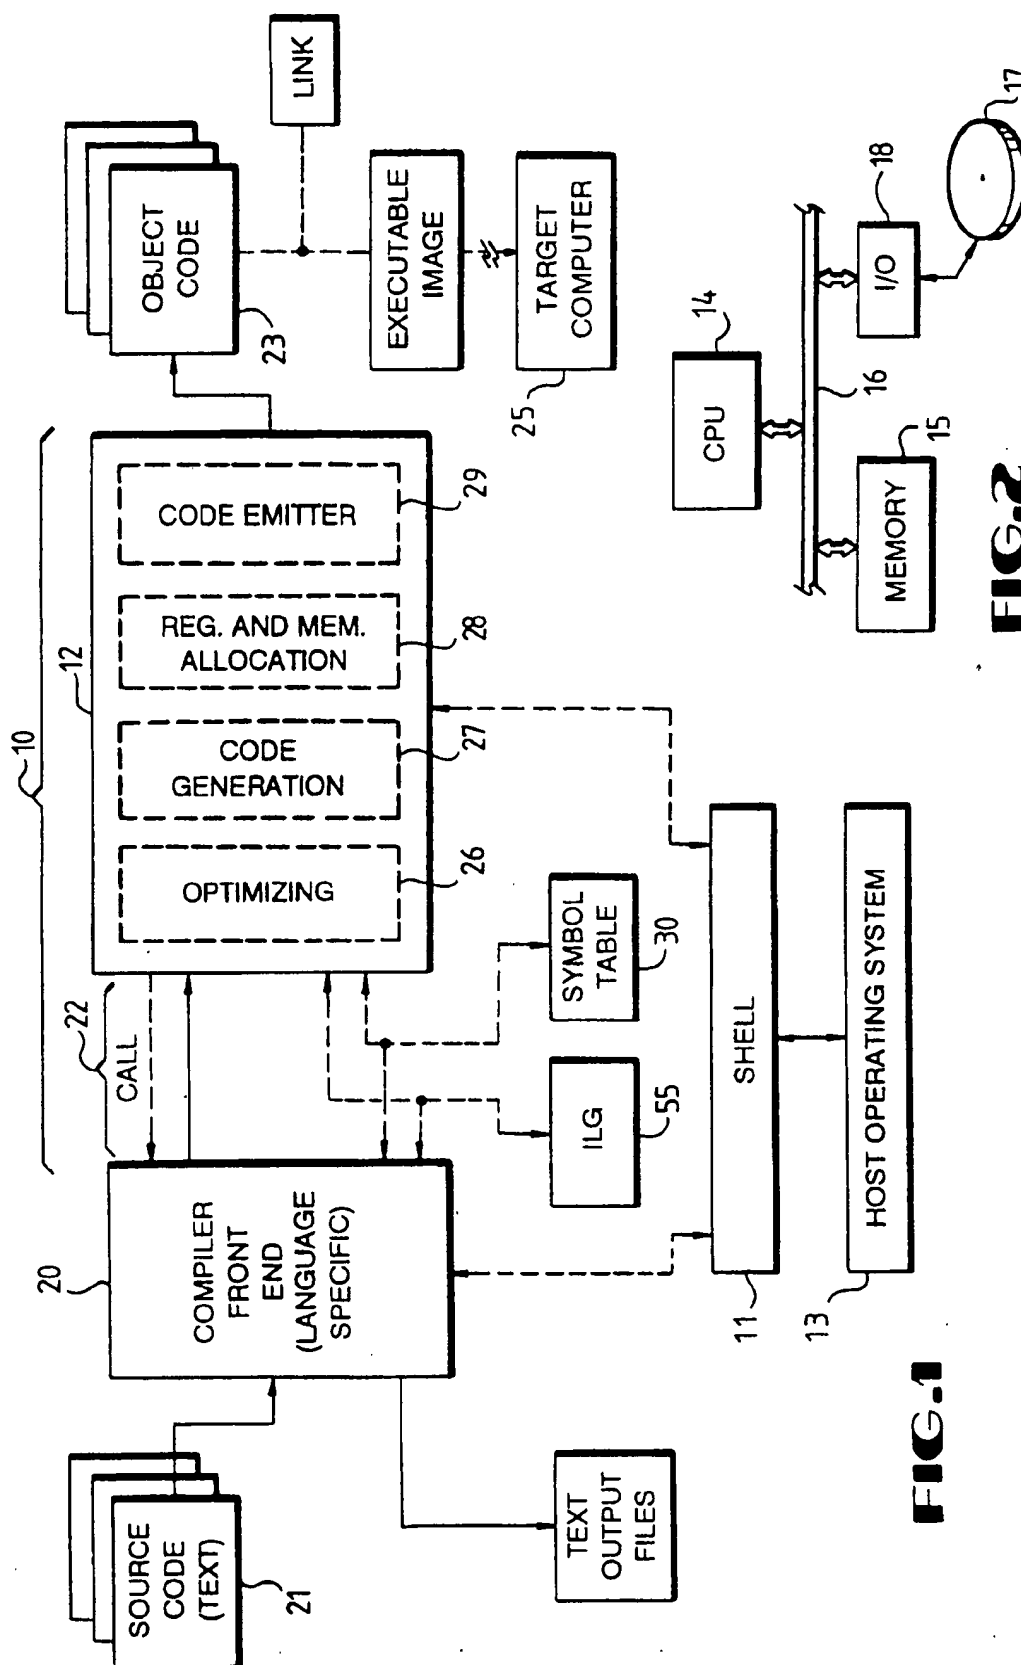 10
12
22
CALL
20
SOURCE
CODE
(TEXT)
21
COMPILER
FRONT
END
(LANGUAGE
SPECIFIC)
OPTIMIZING
26
CODE
GENERATION
27
REG. AND MEM.
ALLOCATION
28
CODE EMITTER
29
OBJECT
CODE
23
LINK
EXECUTABLE
IMAGE
TARGET
COMPUTER
25
TEXT
OUTPUT
FILES
ILG
55
SYMBOL
TABLE
30
SHELL
11
HOST OPERATING SYSTEM
13
FIG.1
CPU
14
16
MEMORY
15
I/O
18
17
FIG.2